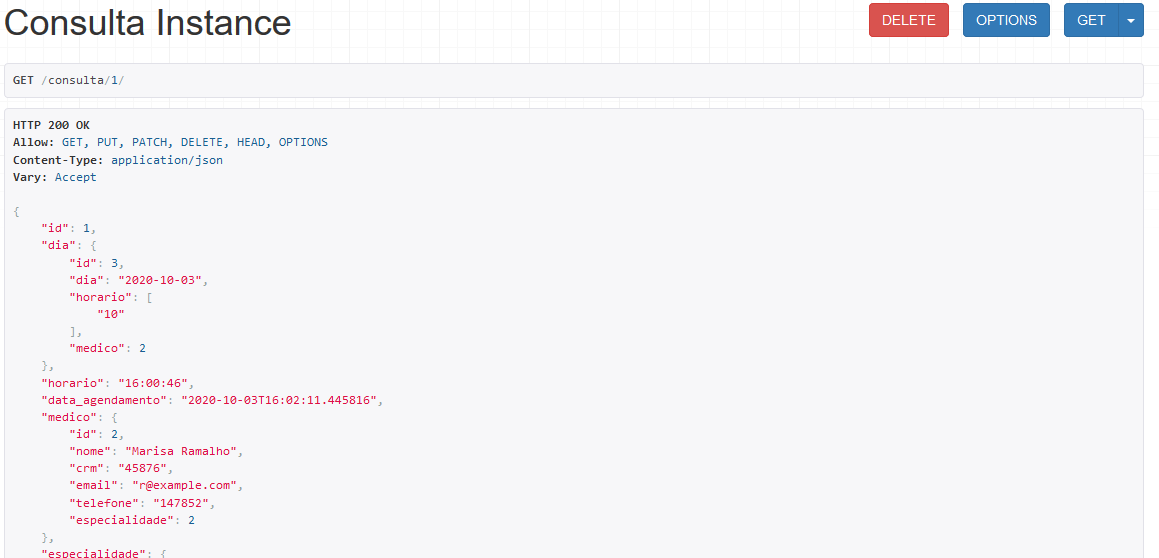 Consulta Instance
DELETE
OPTIONS
GET
GET /consulta/1/
HTTP 200 OK
Allow: GET, PUT, PATCH, DELETE, HEAD, OPTIONS
Content-Type: application/json
Vary: Accept
{
    "id": 1,
    "dia": {
        "id": 3,
        "dia": "2020-10-03",
        "horario": [
            "10"
        ],
        "medico": 2
    },
    "horario": "16:00:46",
    "data_agendamento": "2020-10-03T16:02:11.445816",
    "medico": {
        "id": 2,
        "nome": "Marisa Ramalho",
        "crm": "45876",
        "email": "r@example.com",
        "telefone": "147852",
        "especialidade": 2
    },
    "especialidade": {